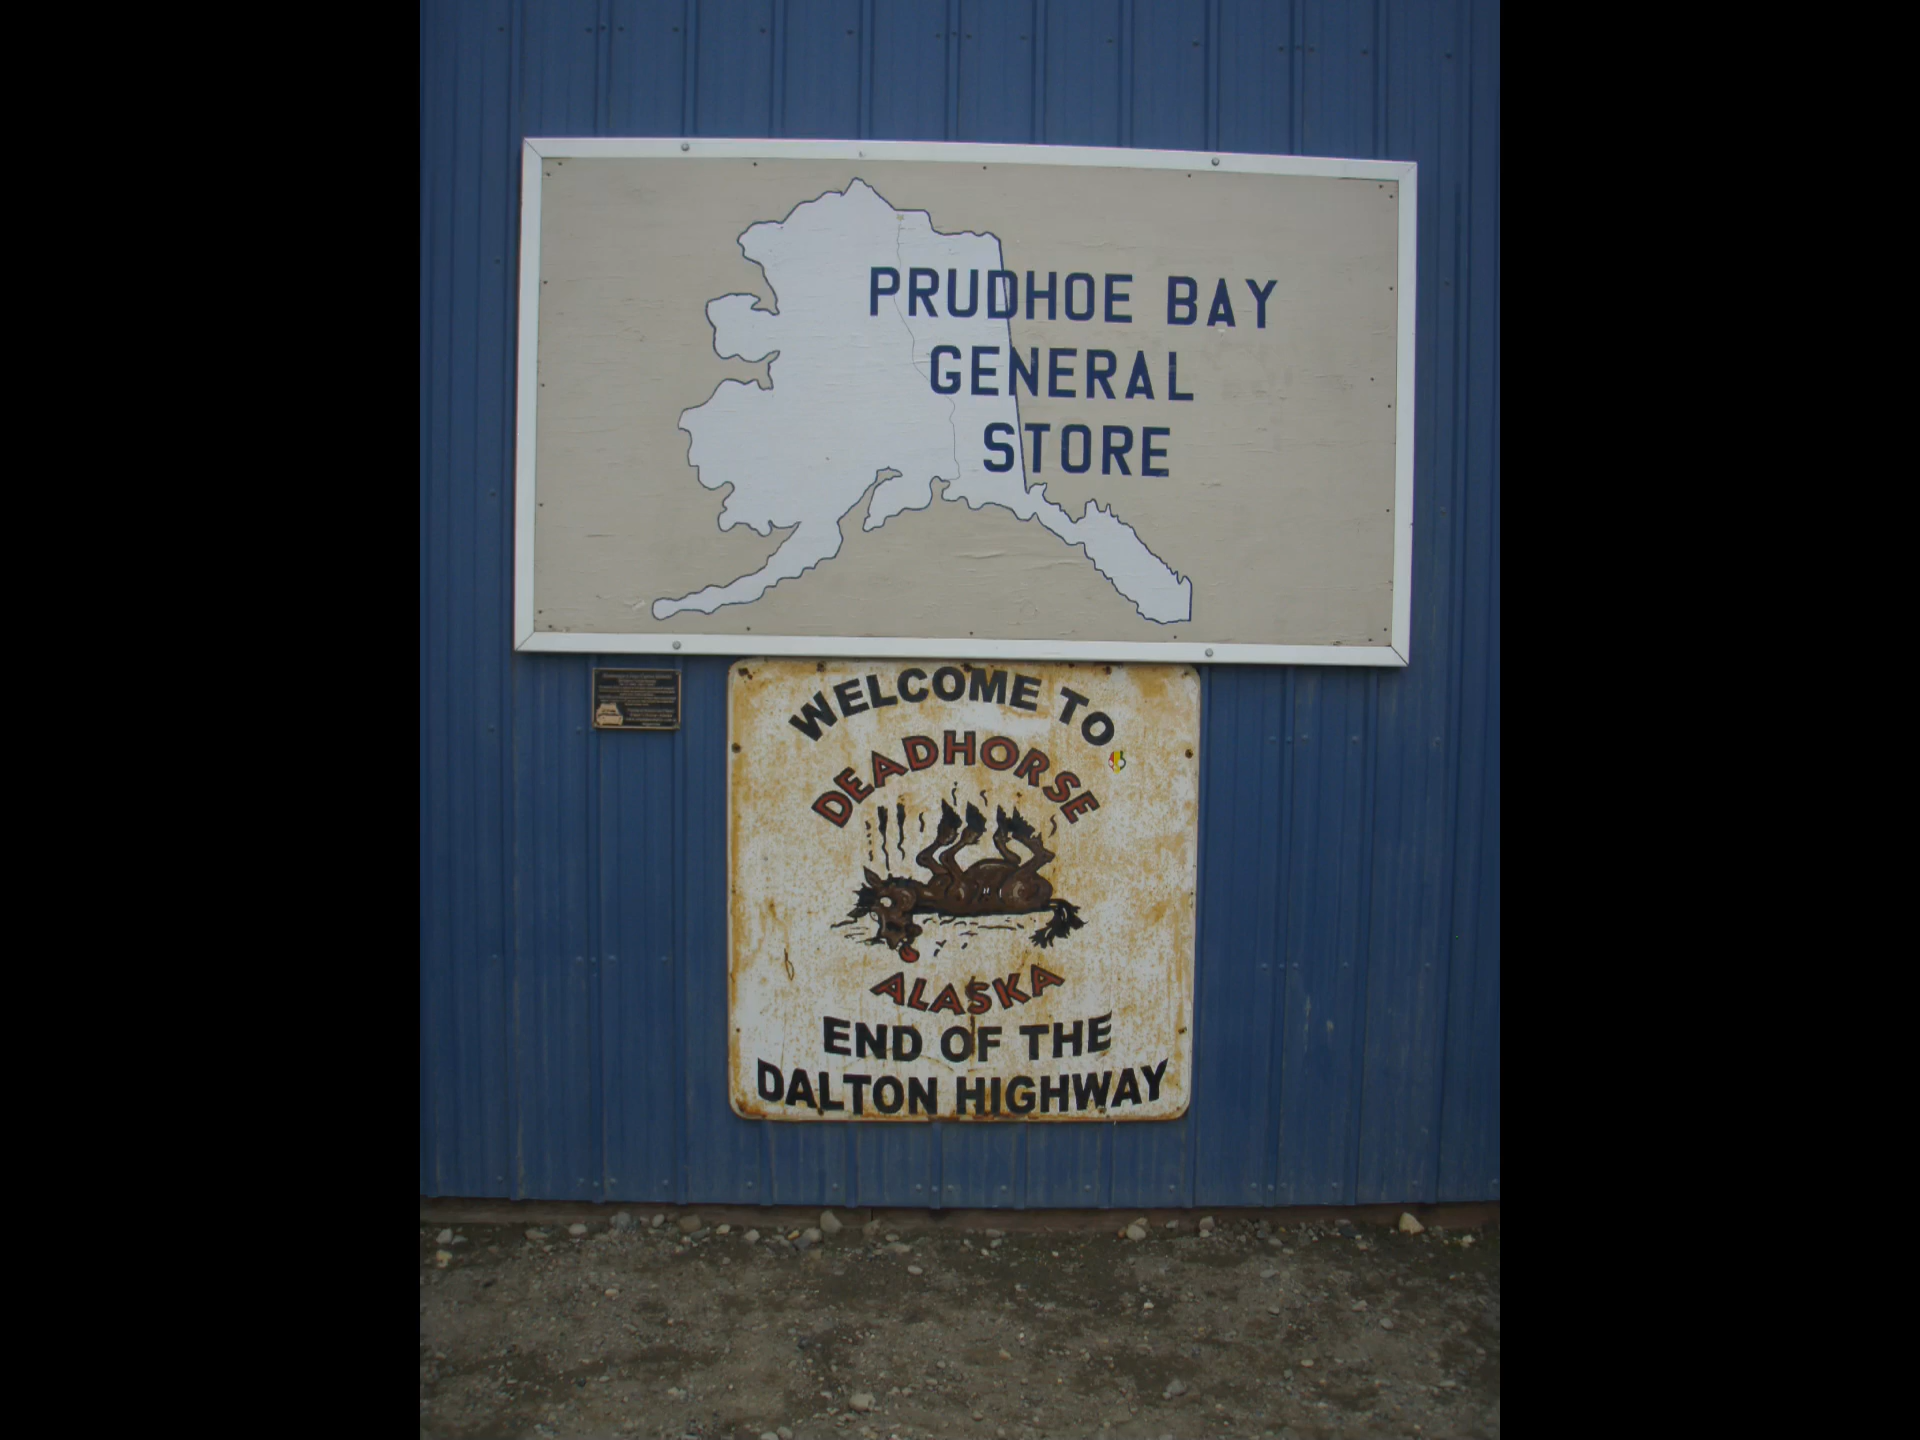 PRUDHOE BAY
GENERAL
STORE
WELCOME TO
DEADHORSE
ALASKA
END OF THE
DALTON HIGHWAY